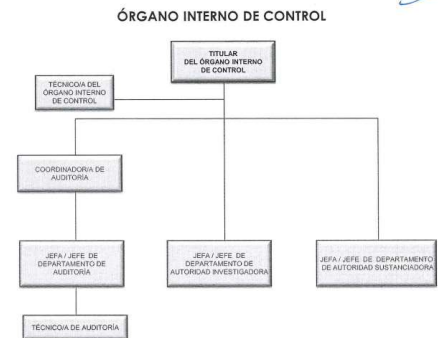 ÓRGANO INTERNO DE CONTROL
TITULAR
DEL ÓRGANO INTERNO
DE CONTROL
TÉCNICO/A DEL
ÓRGANO INTERNO
DE CONTROL
COORDINADOR/A DE
AUDITORÍA
JEFA / JEFE DE
DEPARTAMENTO DE
AUDITORÍA
JEFA / JEFE DE
DEPARTAMENTO DE
AUTORIDAD INVESTIGADORA
JEFA / JEFE DE DEPARTAMENTO
DE AUTORIDAD SUSTANCIADORA
TÉCNICO/A DE AUDITORÍA